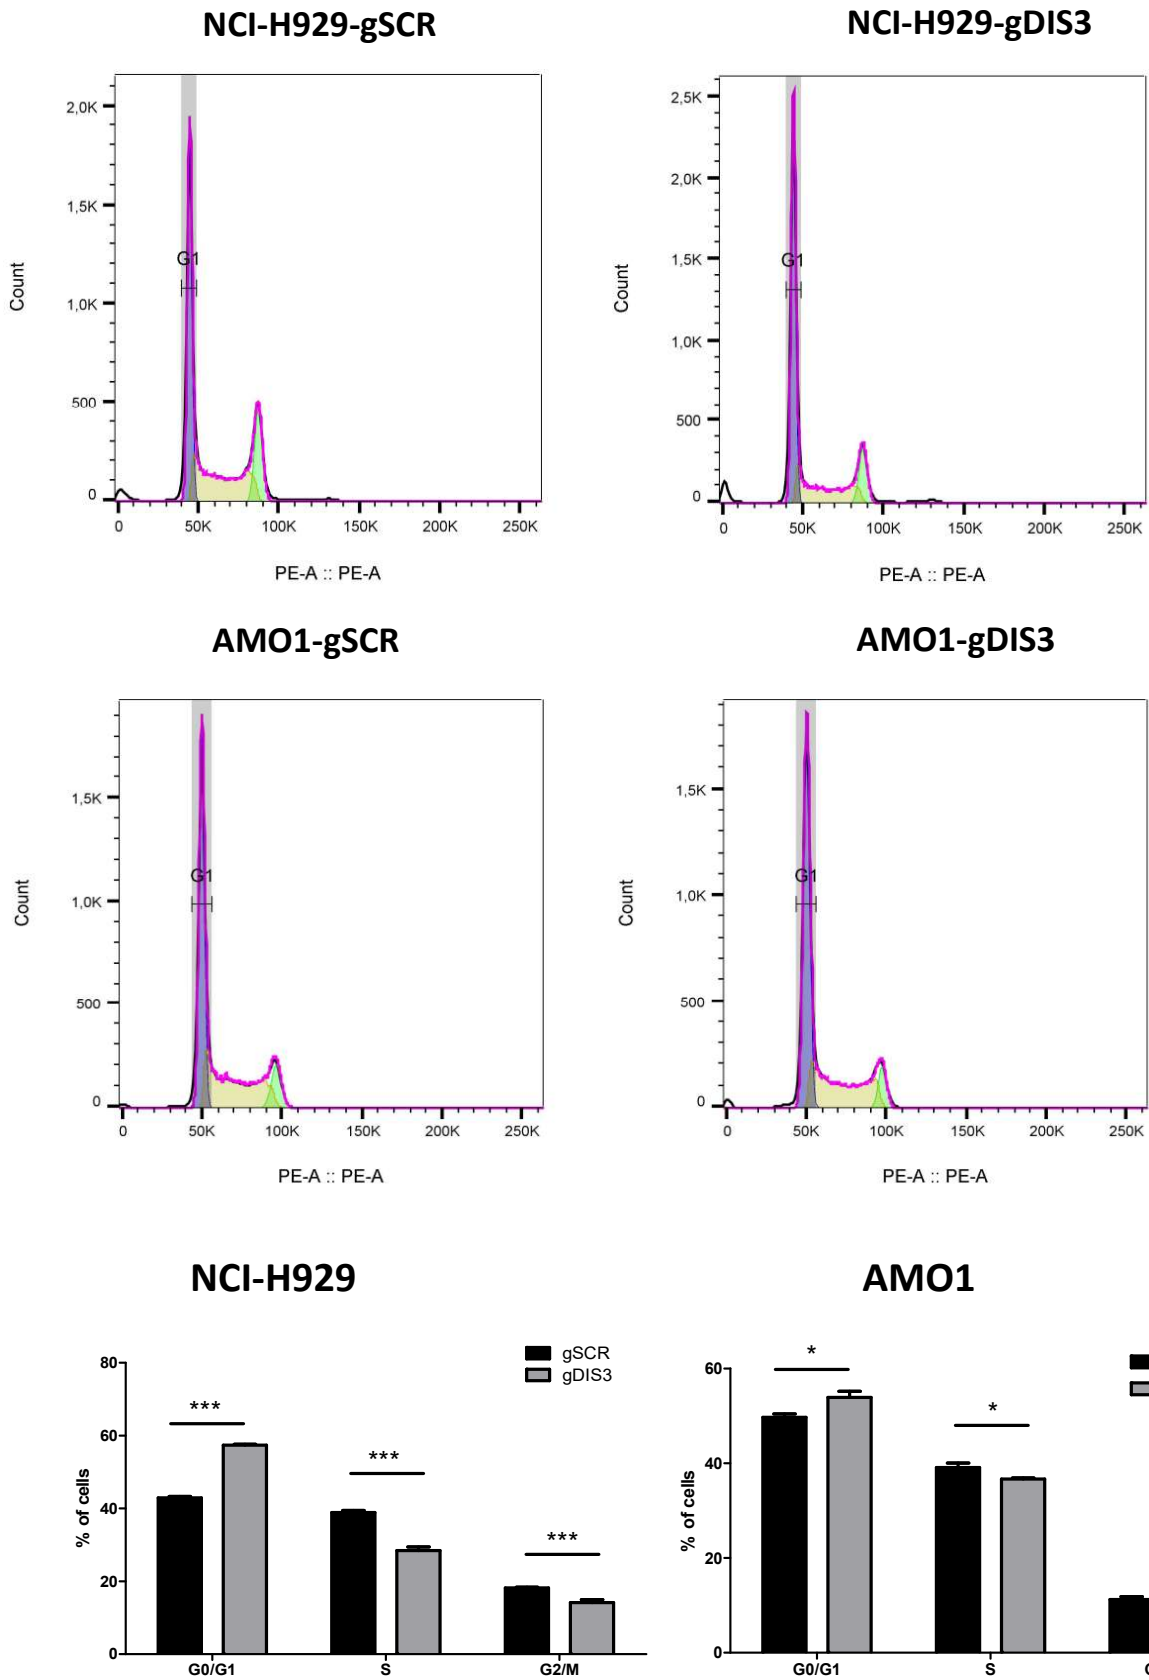 NCI-H929-gSCR
NCI-H929-gDIS3
2,0K
1,5K
1,0K
500
0
Count
G1
0 50K 100K 150K 200K 250K
PE-A :: PE-A
2,5K
2,0K
1,5K
1,0K
500
0
Count
G1
0 50K 100K 150K 200K 250K
PE-A :: PE-A
AMO1-gSCR
AMO1-gDIS3
1,5K
1,0K
500
0
Count
G1
0 50K 100K 150K 200K 250K
PE-A :: PE-A
1,5K
1,0K
500
0
Count
G1
0 50K 100K 150K 200K 250K
PE-A :: PE-A
NCI-H929
AMO1
gSCR
gDIS3
80
60
40
20
0
% of cells
***
***
***
G0/G1 S G2/M
60
40
20
0
% of cells
*
*
G0/G1 S